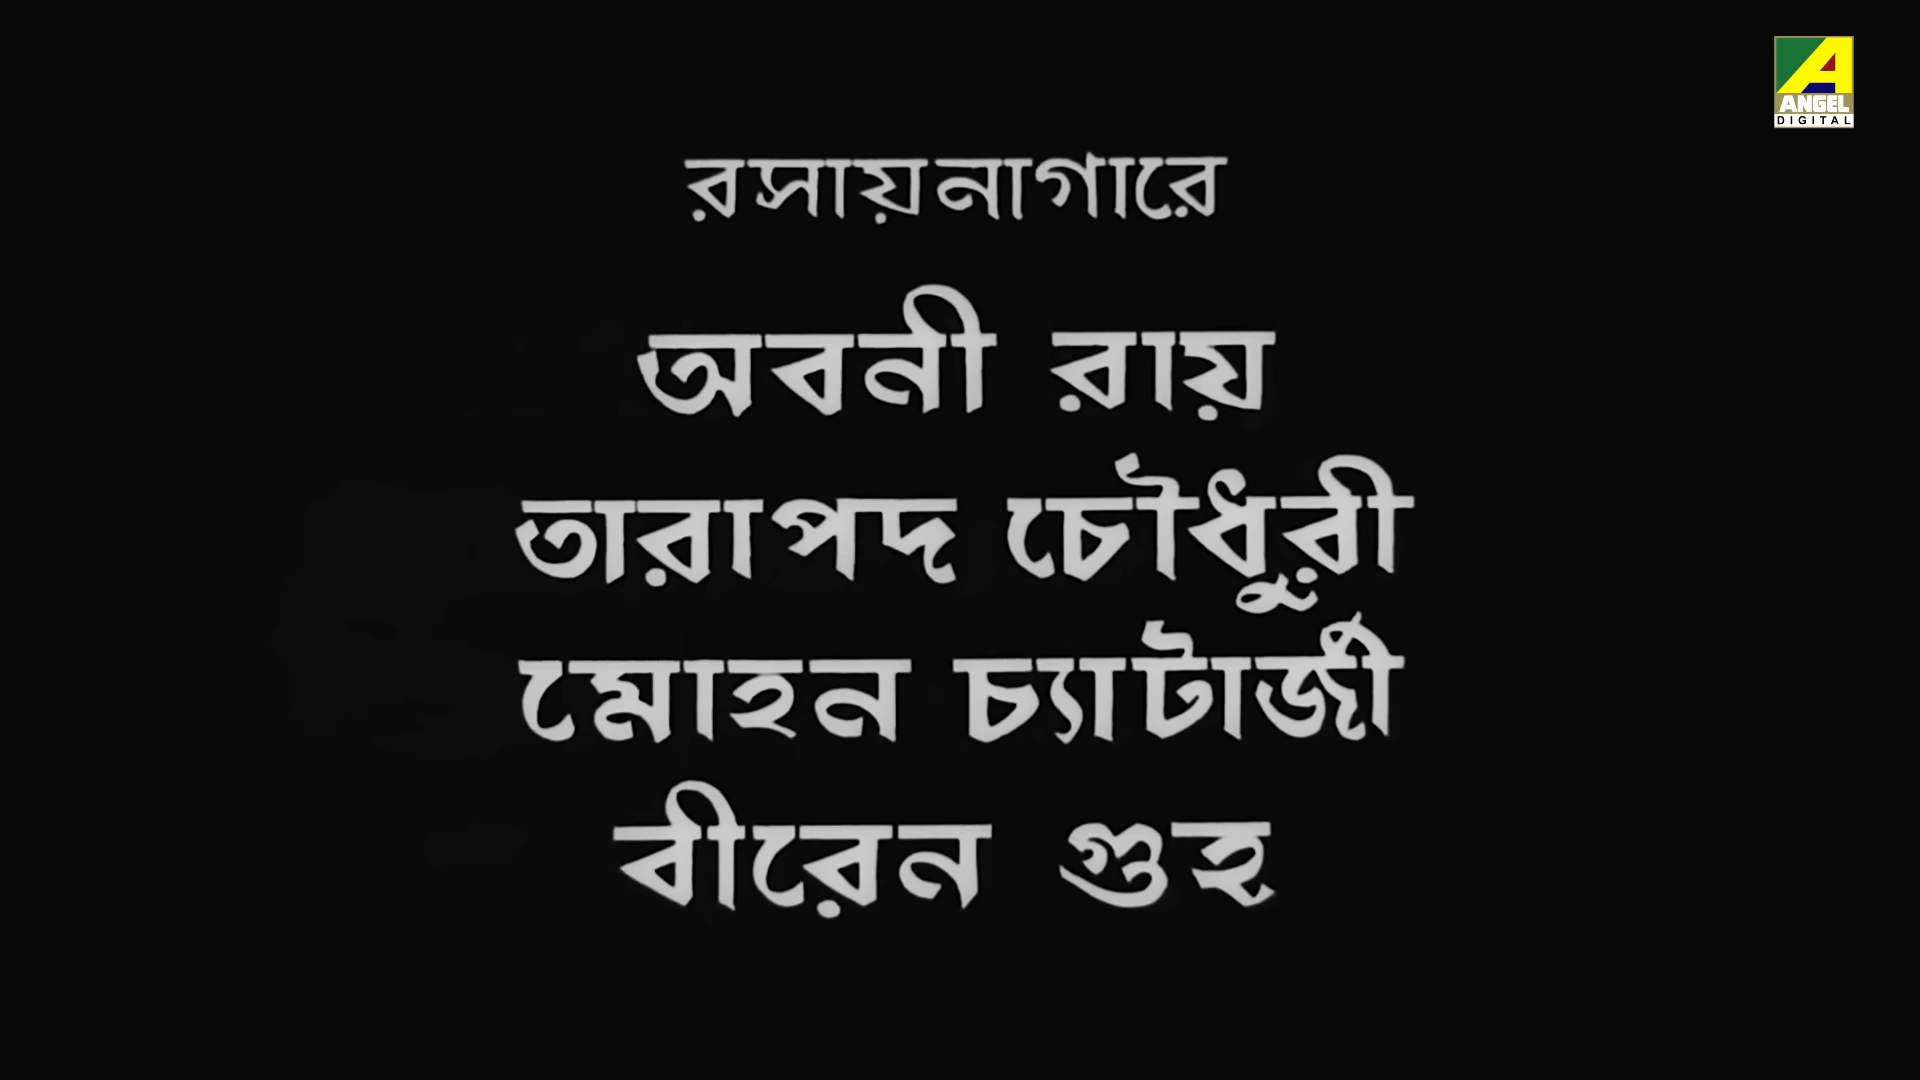 রসায়নাগারে
অবনী রায়
তারাপদ চৌধুরী
মোহন চ্যাটার্জী
বীরেন গুহ
A
ANGEL
DIGITAL